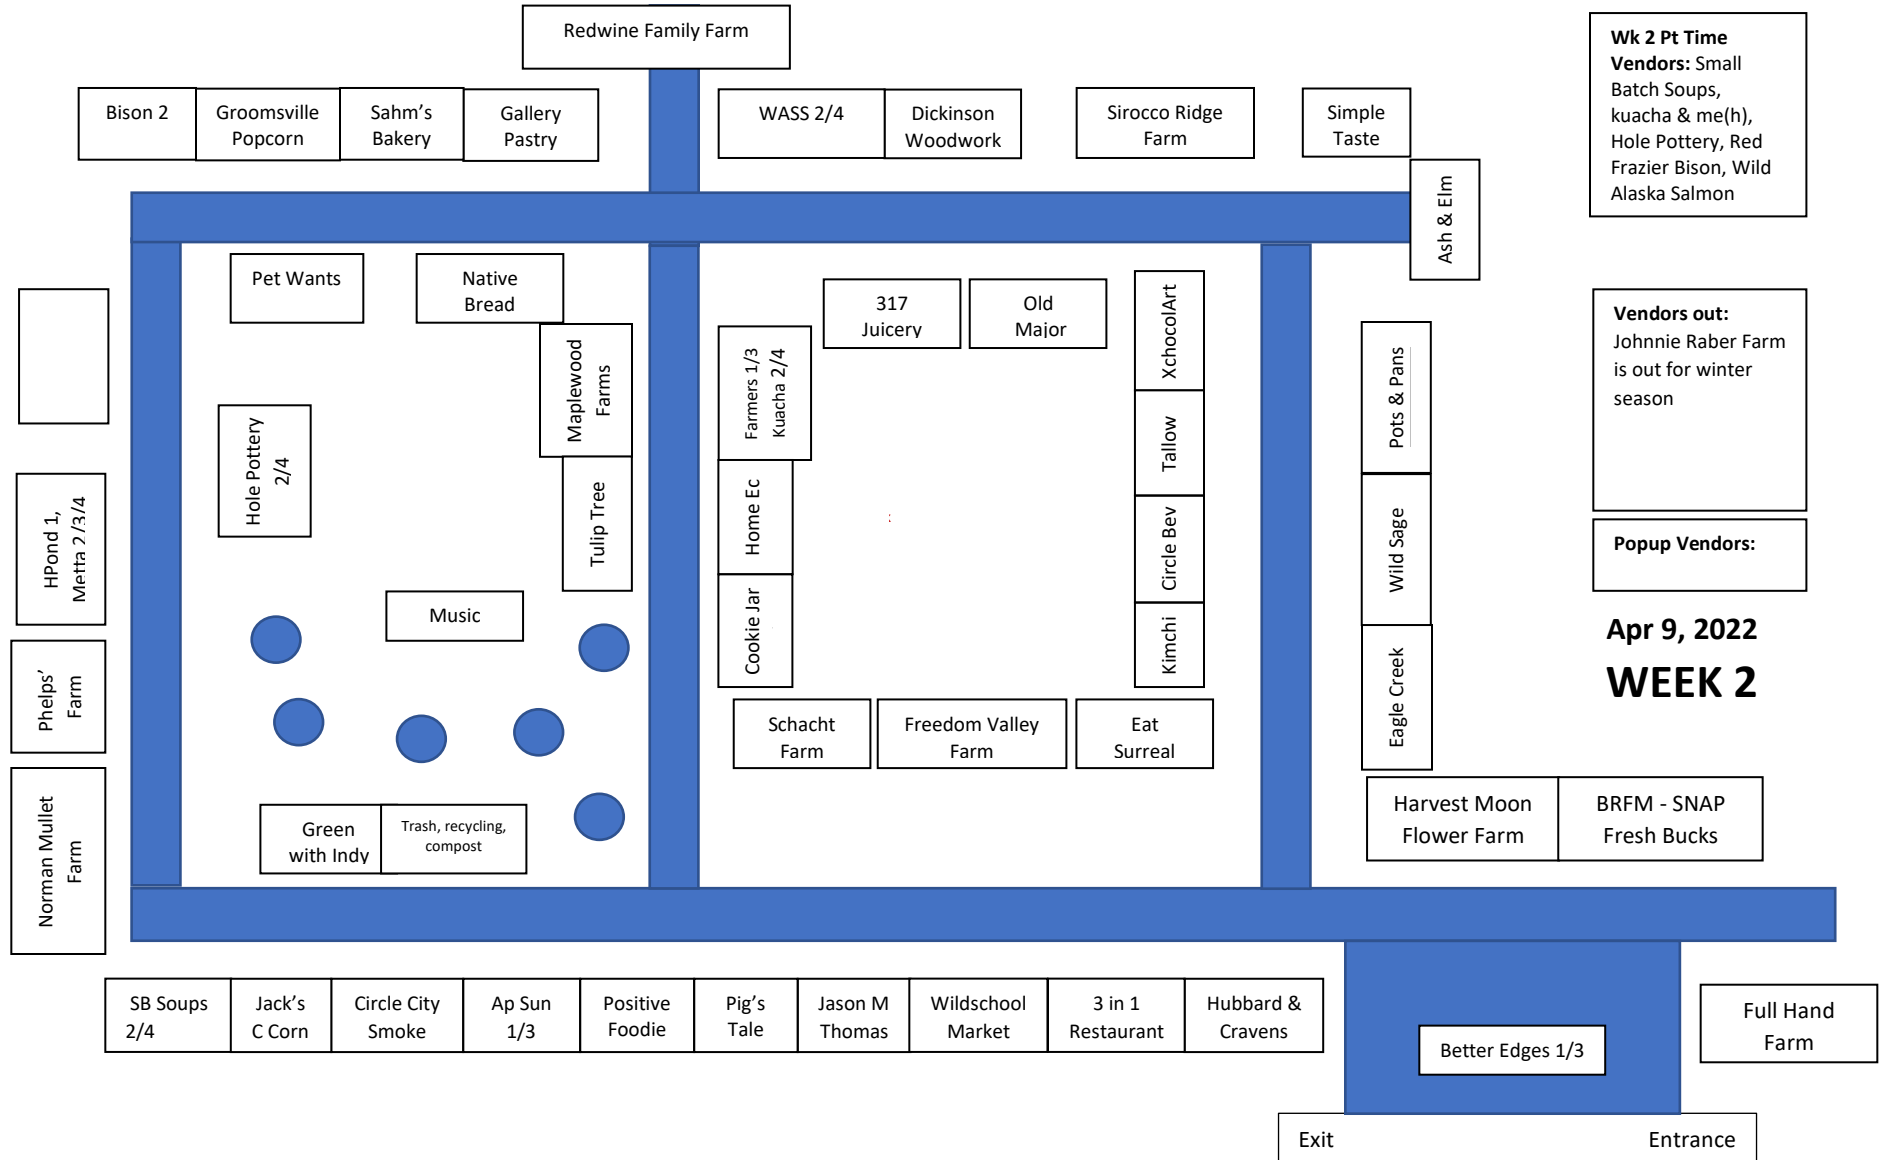 Redwine Family Farm
Bison 2
Groomsville
Popcorn
Sahm’s
Bakery
Gallery
Pastry
WASS 2/4
Dickinson
Woodwork
Sirocco Ridge
Farm
Simple
Taste
Ash & Elm
Wk 2 Pt Time
Vendors: Small
Batch Soups,
kuacha & me(h),
Hole Pottery, Red
Frazier Bison, Wild
Alaska Salmon
Pet Wants
Native
Bread
Maplewood
Farms
Tulip Tree
Hole Pottery
2/4
Music
HPond 1,
Metta 2/3/4
Phelps’
Farm
Norman Mullet
Farm
Green
with Indy
Trash, recycling,
compost
317
Juicery
Old
Major
Farmers 1/3
Kuacha 2/4
Home Ec
Cookie Jar
XchocolArt
Tallow
Circle Bev
Kimchi
Schacht
Farm
Freedom Valley
Farm
Eat
Surreal
Pots & Pans
Wild Sage
Eagle Creek
Vendors out:
Johnnie Raber Farm
is out for winter
season
Popup Vendors:
Apr 9, 2022
WEEK 2
Harvest Moon
Flower Farm
BRFM - SNAP
Fresh Bucks
SB Soups
2/4
Jack’s
C Corn
Circle City
Smoke
Ap Sun
1/3
Positive
Foodie
Pig’s
Tale
Jason M
Thomas
Wildschool
Market
3 in 1
Restaurant
Hubbard &
Cravens
Better Edges 1/3
Full Hand
Farm
Exit
Entrance